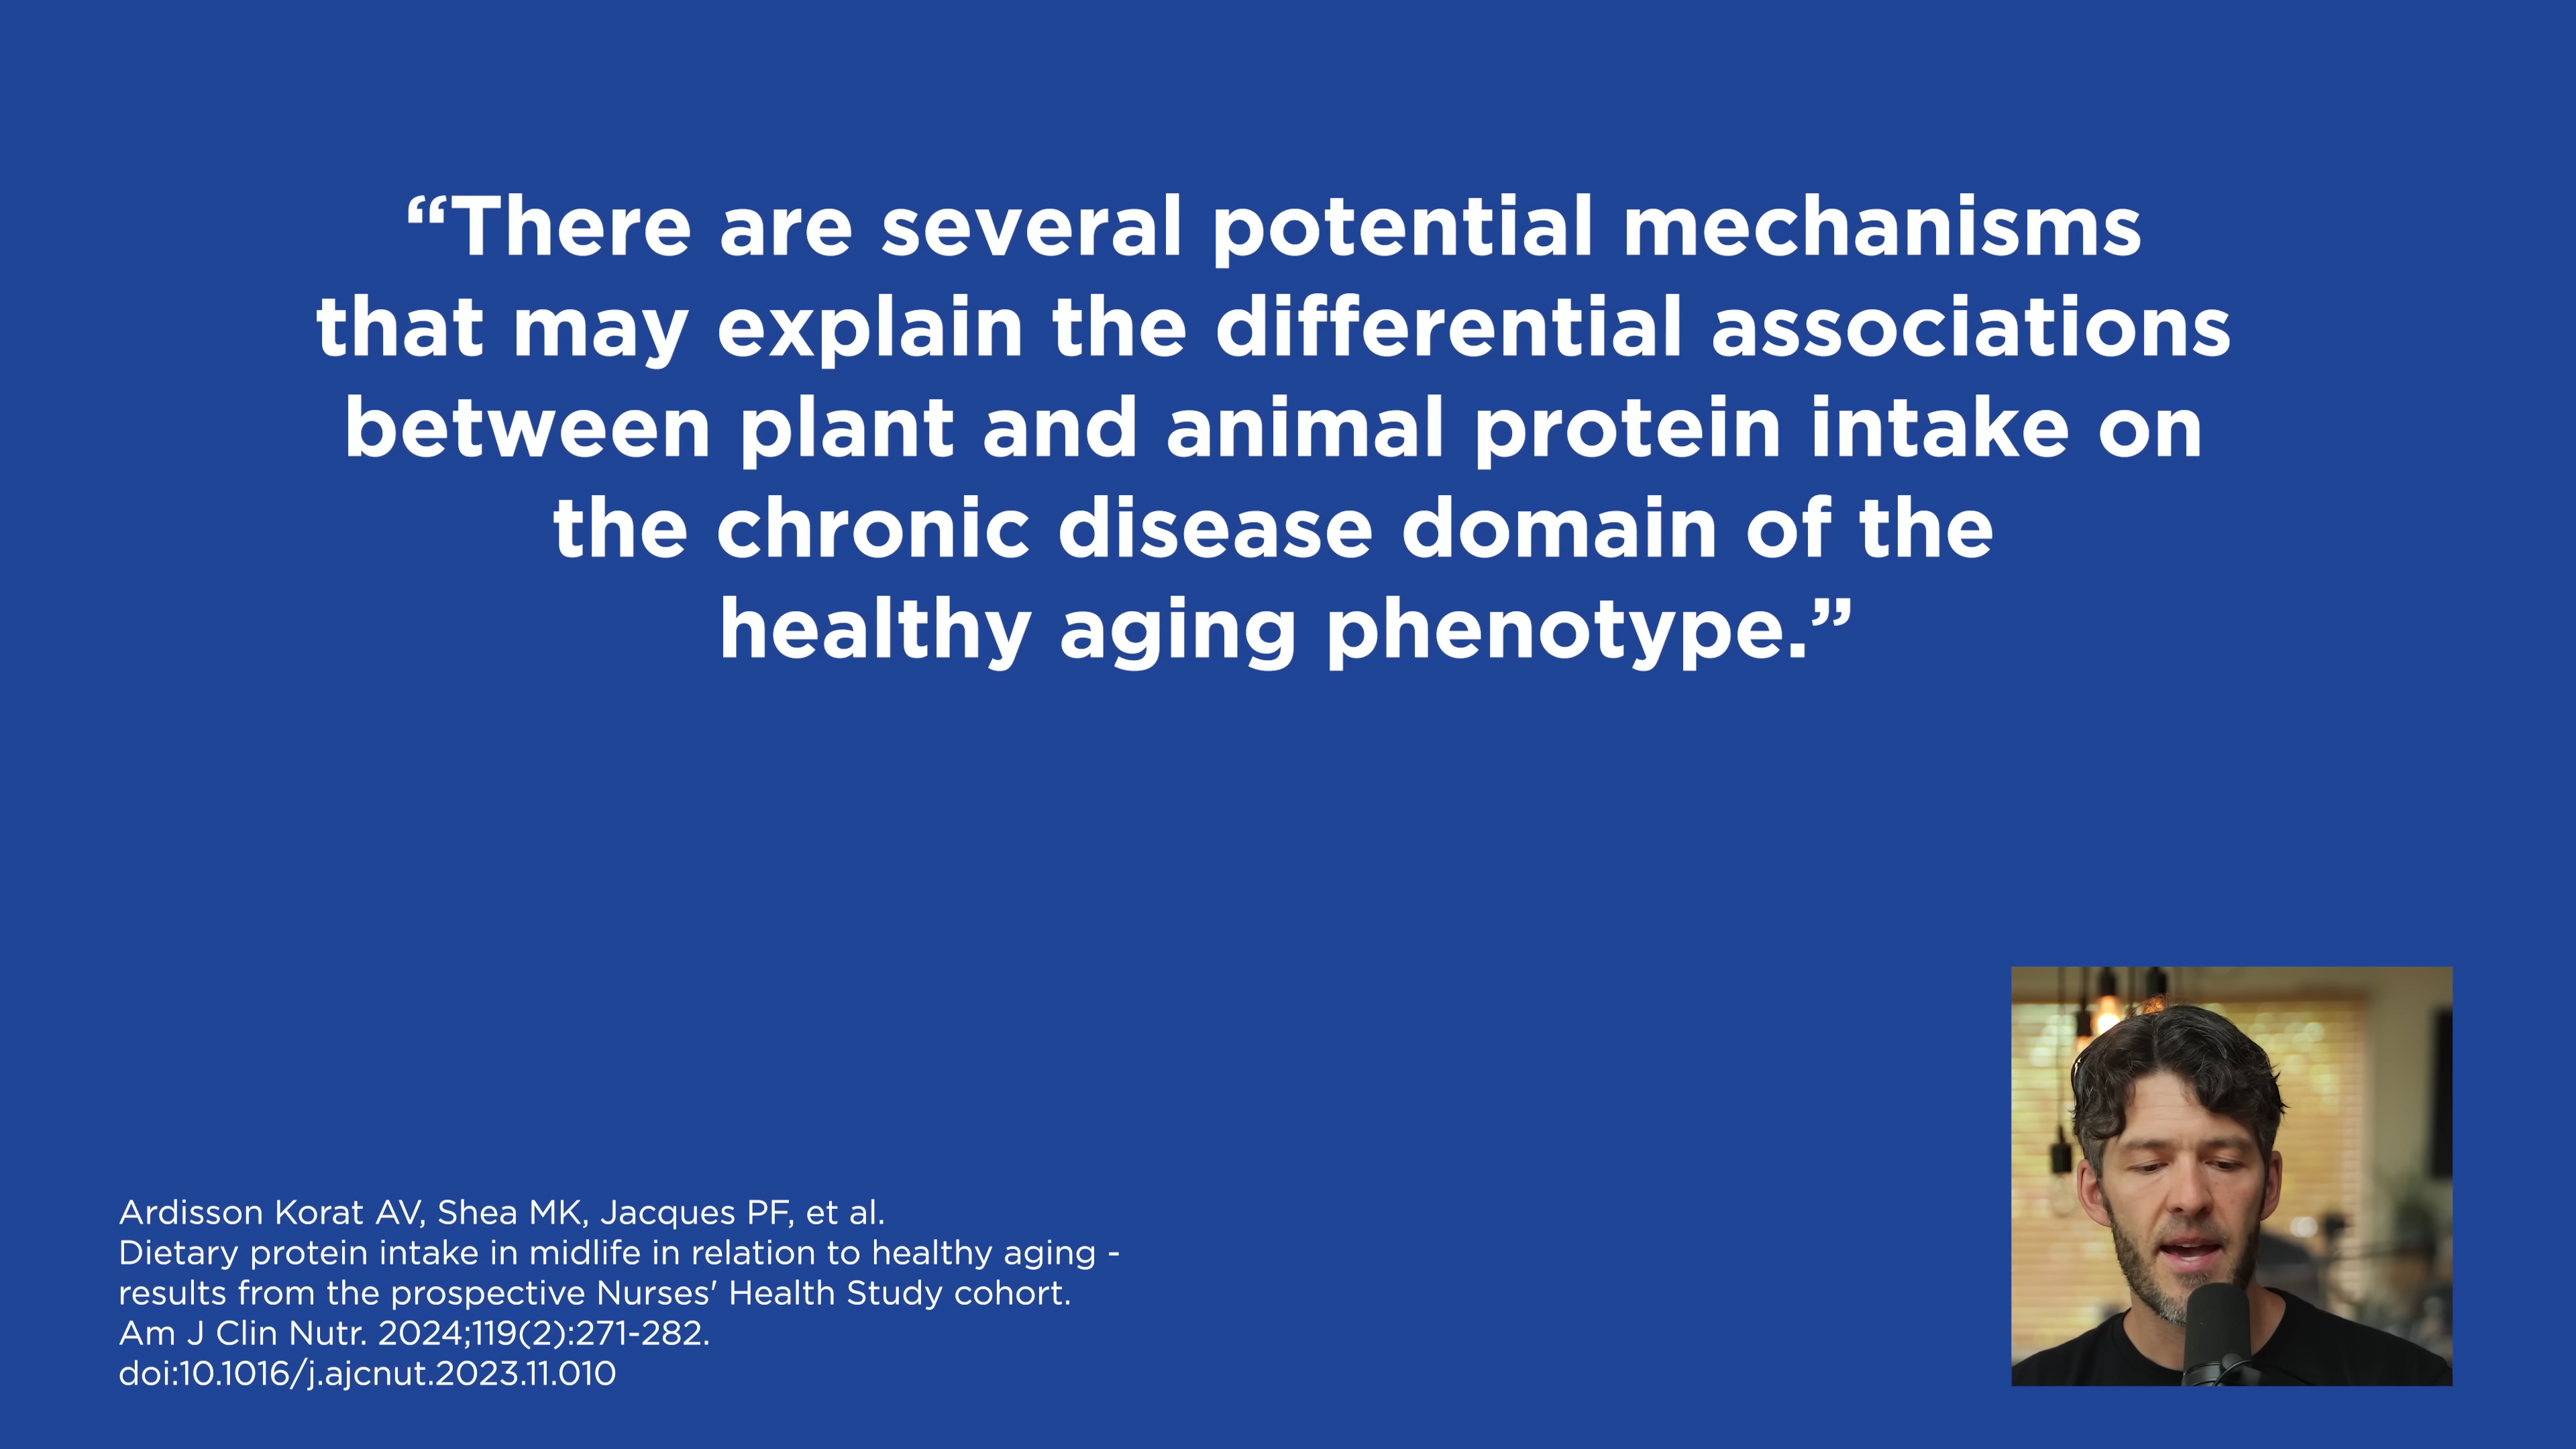 “There are several potential mechanisms
that may explain the differential associations
between plant and animal protein intake on
the chronic disease domain of the
healthy aging phenotype.”
Ardisson Korat AV, Shea MK, Jacques PF, et al.
Dietary protein intake in midlife in relation to healthy aging -
results from the prospective Nurses' Health Study cohort.
Am J Clin Nutr. 2024;119(2):271-282.
doi:10.1016/j.ajcnut.2023.11.010